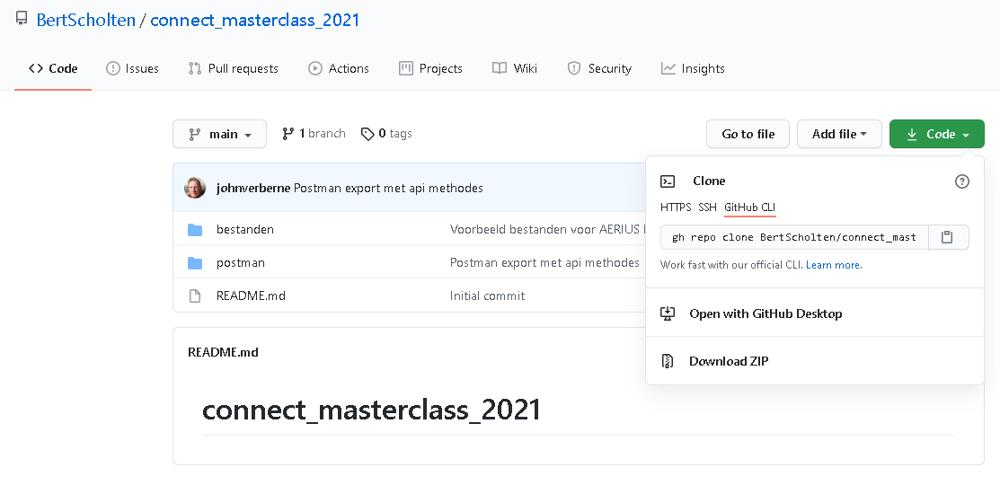 BertScholten / connect_masterclass_2021
Code Issues Pull requests Actions Projects Wiki Security Insights
main 1 branch 0 tags Go to file Add file Code
johnverberne Postman export met api methodes
bestanden Voorbeeld bestanden voor AERIUS
postman Postman export met api methodes
README.md Initial commit
Clone
HTTPS SSH GitHub CLI
gh repo clone BertScholten/connect_mast
Work fast with our official CLI. Learn more.
Open with GitHub Desktop
Download ZIP
README.md
connect_masterclass_2021